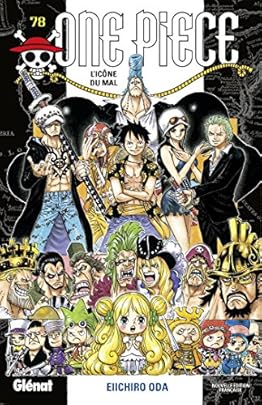 ONE PIECE
78
L'ICÔNE
DU MAL
Glénat
EIICHIRO ODA
NOUVELLE ÉDITION
FRANÇAISE